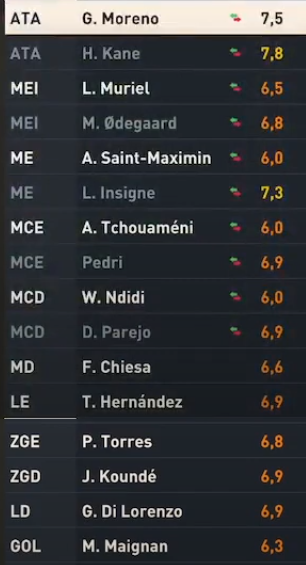 ATA G. Moreno 7,5
ATA H. Kane 7,8
MEI L. Muriel 6,5
MEI M. Ødegaard 6,8
ME A. Saint-Maximin 6,0
ME L. Insigne 7,3
MCE A. Tchouaméni 6,0
MCE Pedri 6,9
MCD W. Ndidi 6,0
MCD D. Parejo 6,9
MD F. Chiesa 6,6
LE T. Hernández 6,9
ZGE P. Torres 6,8
ZGD J. Koundé 6,9
LD G. Di Lorenzo 6,9
GOL M. Maignan 6,3